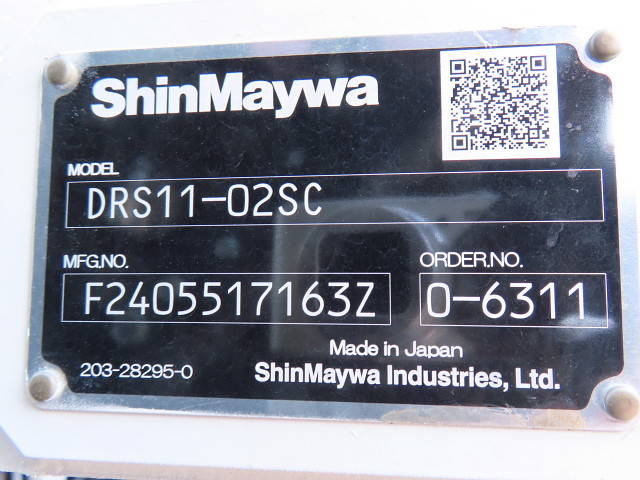 ShinMaywa
MODEL
DRS11-02SC
MFG.NO. ORDER.NO.
F2405517163Z 0-6311
Made in Japan
203-28295-0 ShinMaywa Industries, Ltd.